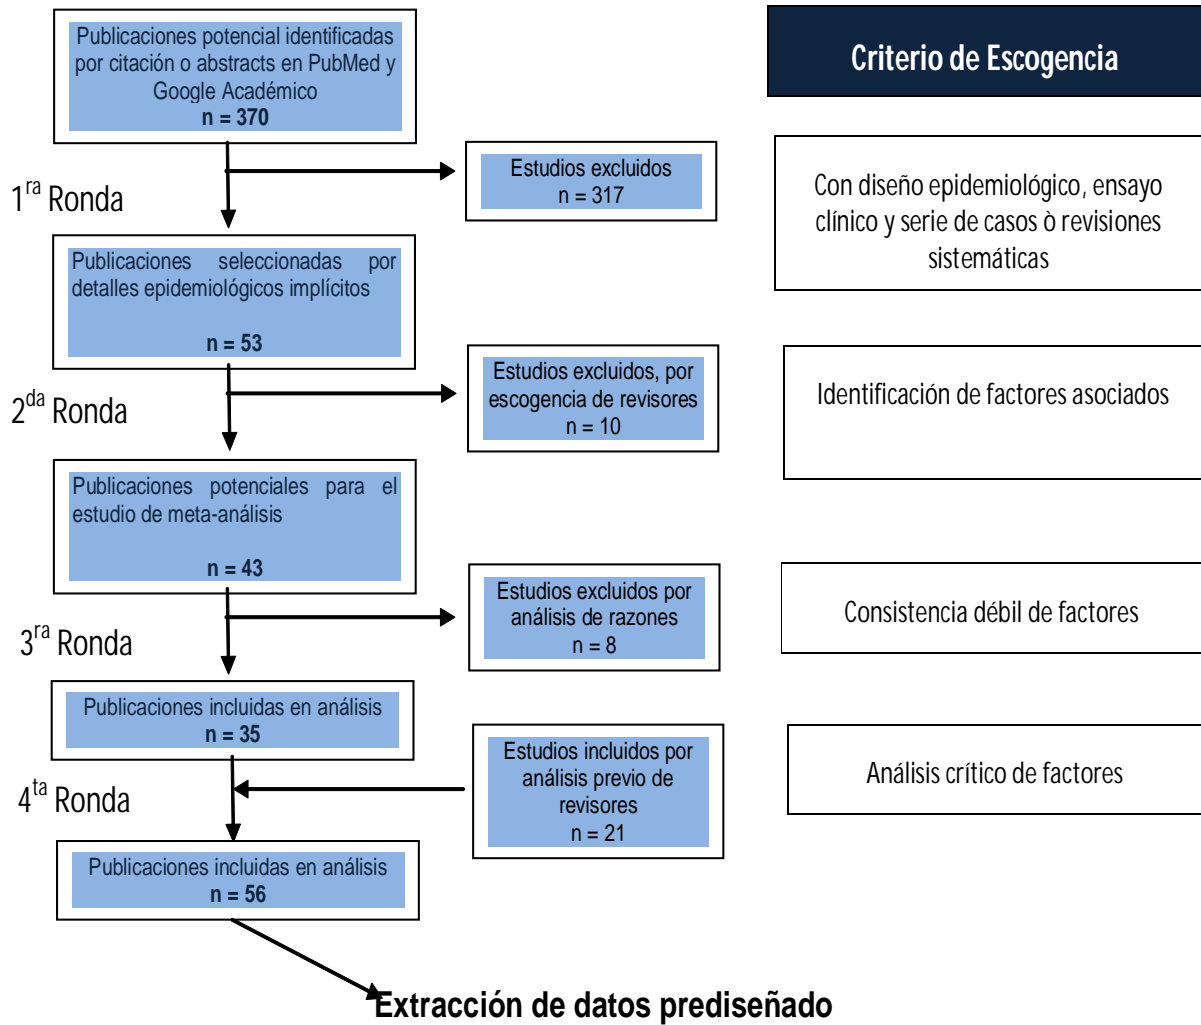 Publicaciones potencial identificadas
por citación o abstracts en PubMed y
Google Académico
n = 370
Criterio de Escogencia
1ra Ronda
Estudios excluidos
n = 317
Con diseño epidemiológico, ensayo
clínico y serie de casos ò revisiones
sistemáticas
Publicaciones seleccionadas por
detalles epidemiológicos implícitos
n = 53
2da Ronda
Estudios excluidos, por
escogencia de revisores
n = 10
Identificación de factores asociados
Publicaciones potenciales para el
estudio de meta-análisis
n = 43
3ra Ronda
Estudios excluidos por
análisis de razones
n = 8
Consistencia débil de factores
Publicaciones incluidas en análisis
n = 35
4ta Ronda
Estudios incluidos por
análisis previo de
revisores
n = 21
Análisis crítico de factores
Publicaciones incluidas en análisis
n = 56
Extracción de datos prediseñado